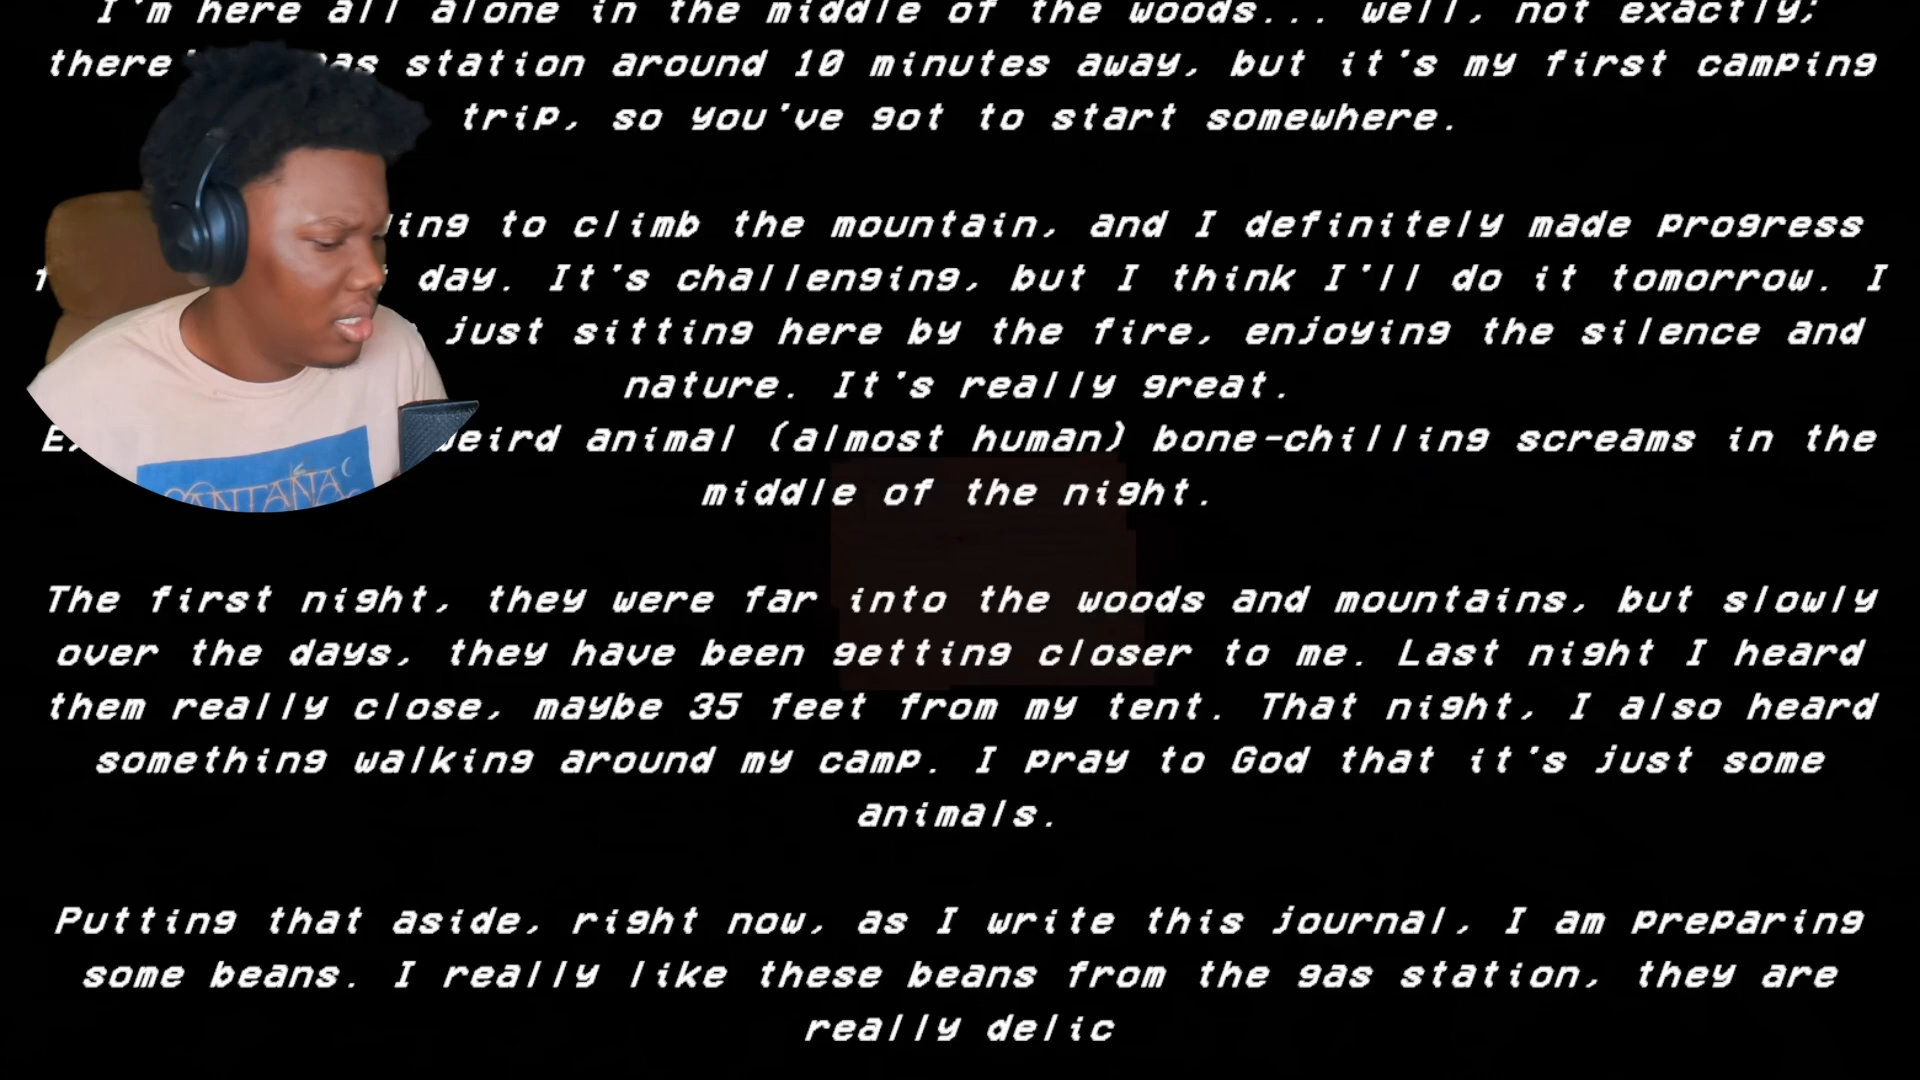 I'm here all alone in the middle of the woods... well, not exactly;
there station around 10 minutes away, but it's my first camping
trip, so you've got to start somewhere.
to climb the mountain, and I definitely made progress
day. It's challenging, but I think I'll do it tomorrow. I
just sitting here by the fire, enjoying the silence and
nature. It's really great.
weird animal (almost human) bone-chilling screams in the
middle of the night.
The first night, they were far into the woods and mountains, but slowly
over the days, they have been getting closer to me. Last night I heard
them really close, maybe 35 feet from my tent. That night, I also heard
something walking around my camp. I pray to God that it's just some
animals.
Putting that aside, right now, as I write this journal, I am preparing
some beans. I really like these beans from the gas station, they are
really delic
SANTANA